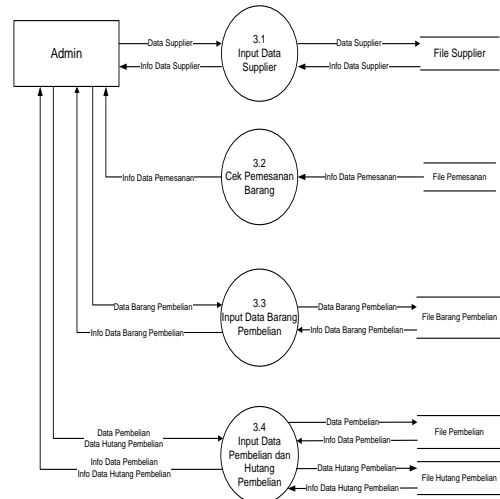 Admin
Data Supplier
Info Data Supplier
3.1
Input Data
Supplier
Data Supplier
Info Data Supplier
File Supplier
Info Data Pemesanan
3.2
Cek Pemesanan
Barang
Info Data Pemesanan
File Pemesanan
Data Barang Pembelian
Info Data Barang Pembelian
3.3
Input Data Barang
Pembelian
Data Barang Pembelian
Info Data Barang Pembelian
File Barang Pembelian
Data Pembelian
Data Hutang Pembelian
Info Data Pembelian
Info Data Hutang Pembelian
3.4
Input Data
Pembelian dan
Hutang
Pembelian
Data Pembelian
Info Data Pembelian
File Pembelian
Data Hutang Pembelian
Info Data Hutang Pembelian
File Hutang Pembelian